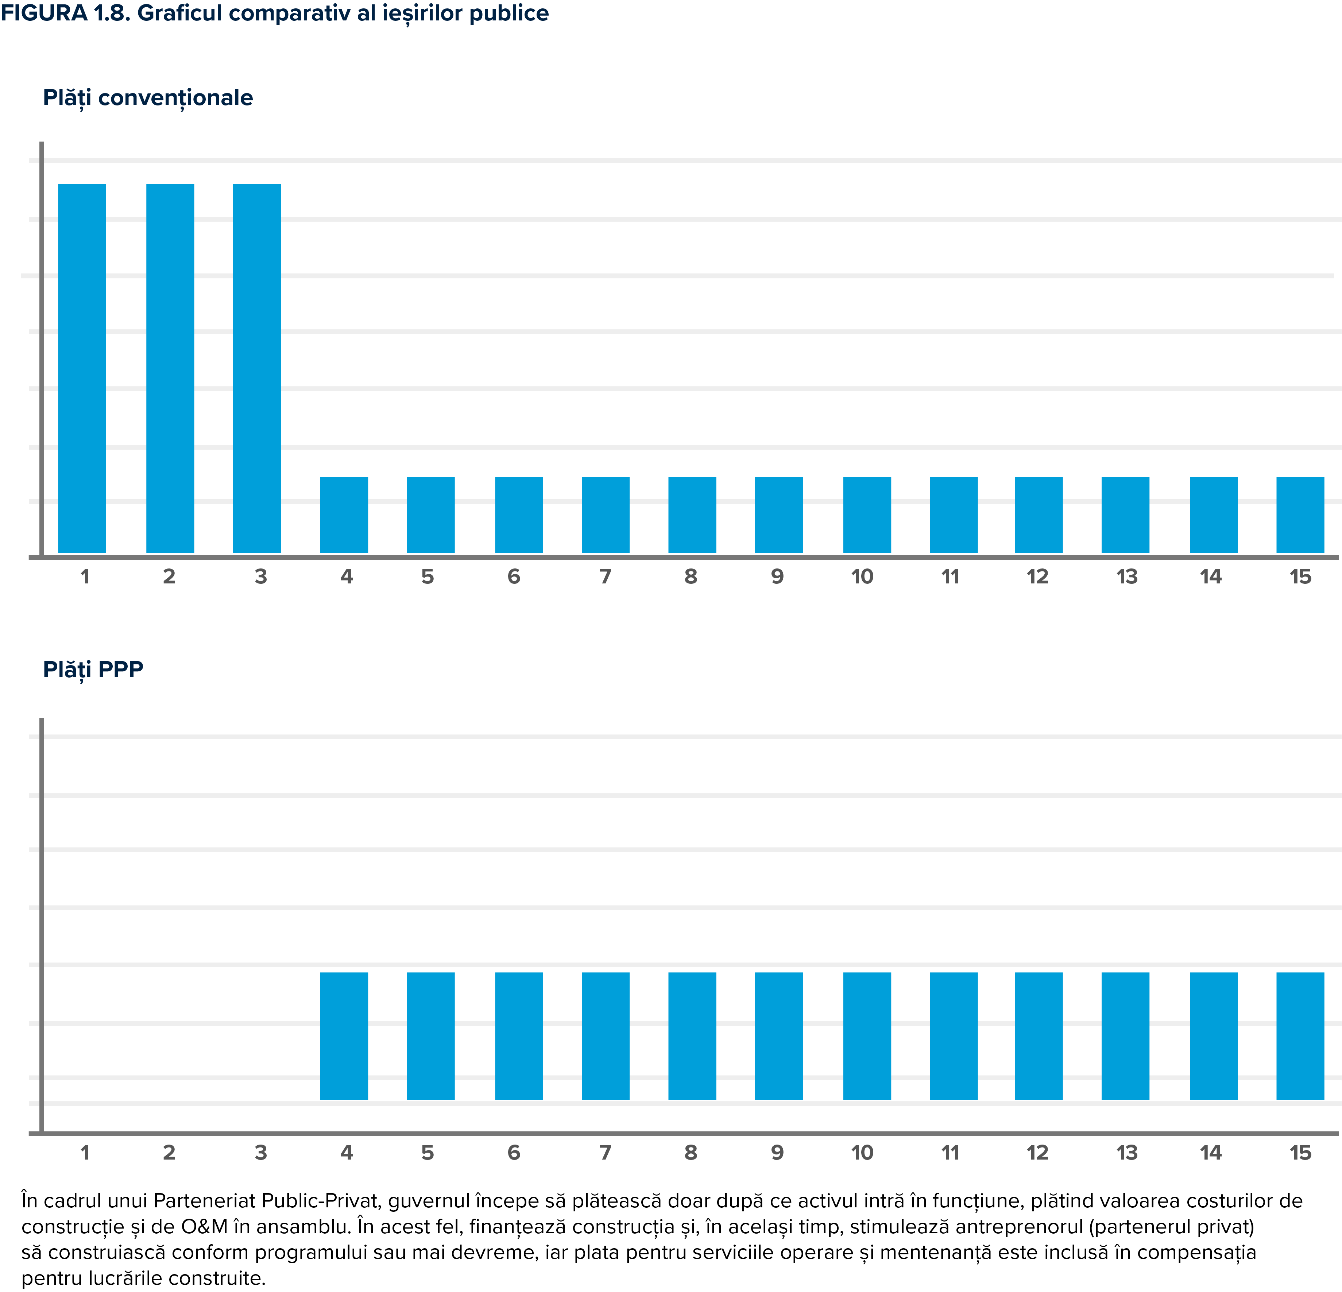 FIGURA 1.8. Graficul comparativ al ieșirilor publice
Plăți convenționale
1 2 3 4 5 6 7 8 9 10 11 12 13 14 15
Plăți PPP
1 2 3 4 5 6 7 8 9 10 11 12 13 14 15
În cadrul unui Parteneriat Public-Privat, guvernul începe să plătească doar după ce activul intră în funcțiune, plătind valoarea costurilor de
construcție și de O&M în ansamblu. În acest fel, finanțează construcția și, în același timp, stimulează antreprenorul (partenerul privat)
să construiască conform programului sau mai devreme, iar plata pentru serviciile operare și mentenanță este inclusă în compensația
pentru lucrările construite.